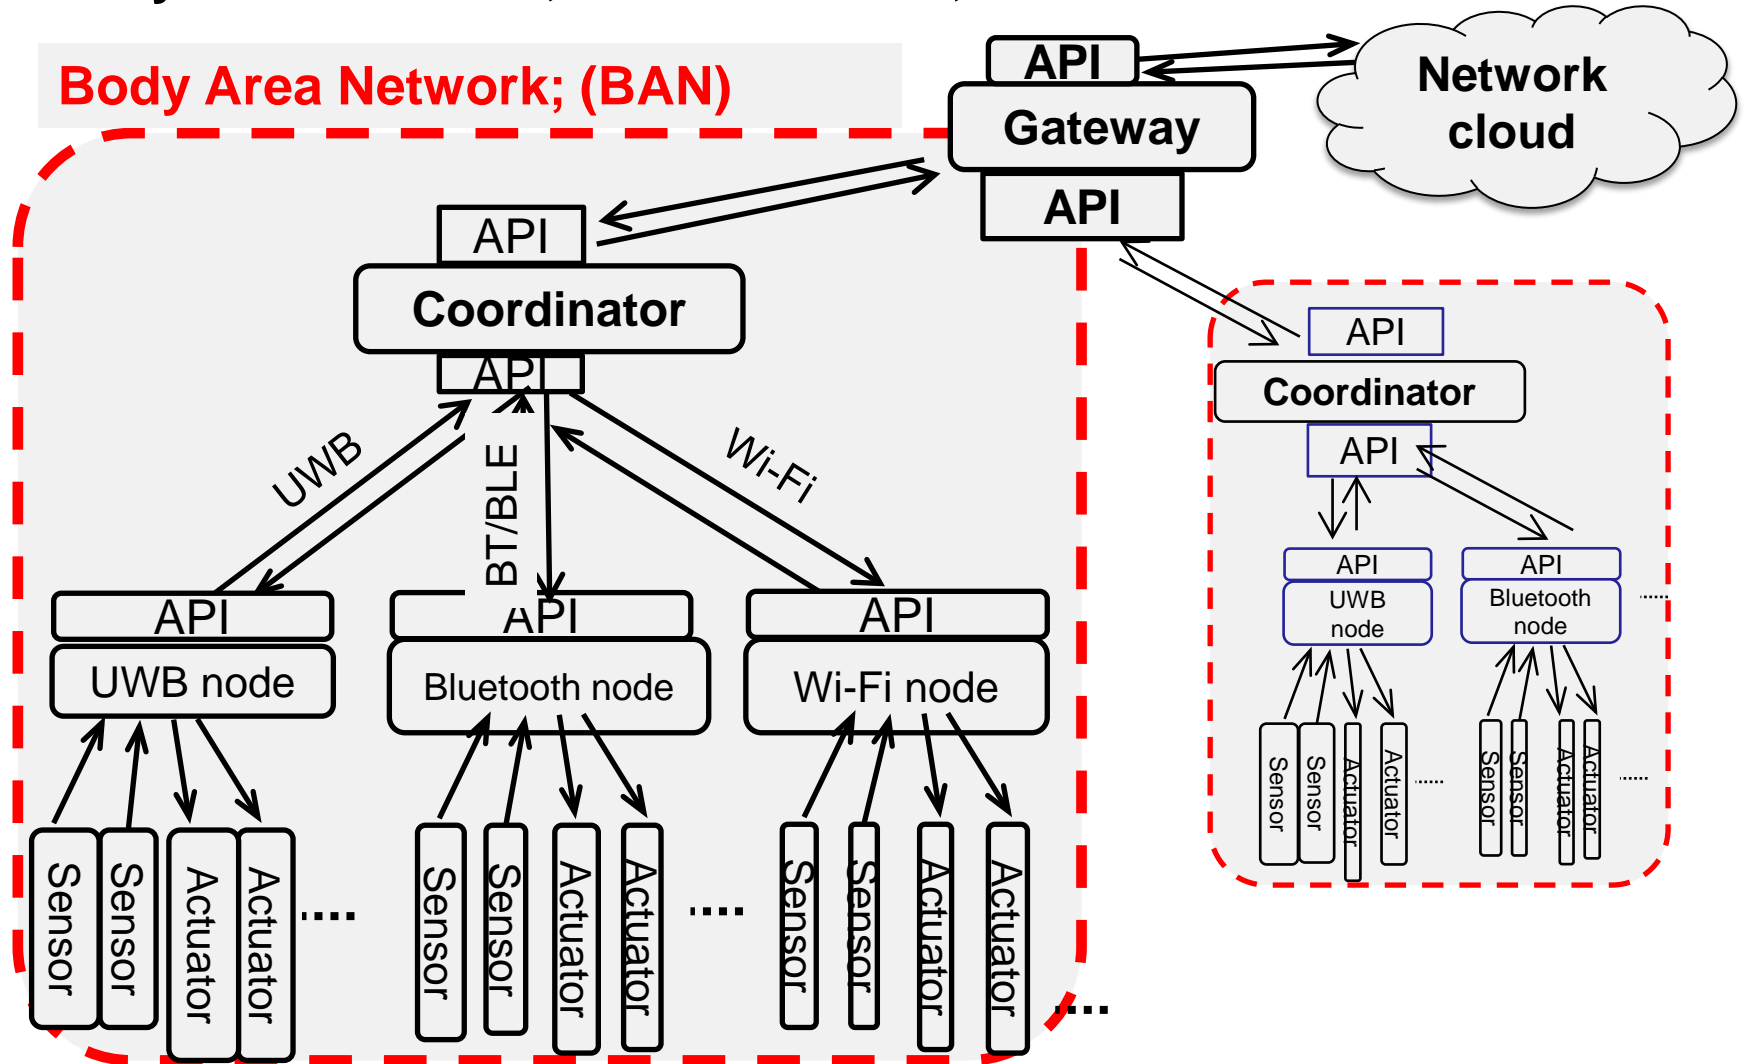 API
Network
cloud
Body Area Network; (BAN)
Gateway
API
API
Coordinator
API
API
Coordinator
API
UWB
BT/BLE
Wi-Fi
API
API
API
UWB node
Bluetooth node
Wi-Fi node
API
API
UWB
node
Bluetooth
node
Sensor
Sensor
Actuator
Actuator
Sensor
Sensor
Actuator
Actuator
Sensor
Sensor
Actuator
Actuator
Sensor
Sensor
Actuator
Actuator
Sensor
Sensor
Actuator
Actuator